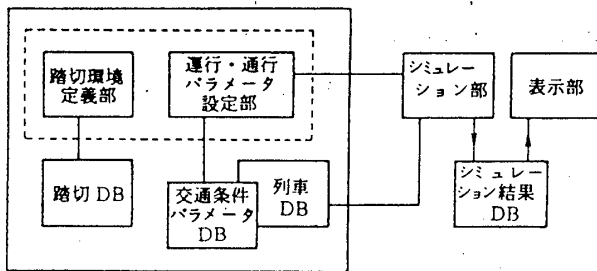 踏切環境
定義部
運行・通行
パラメータ
設定部
シミュレー
ション部
表示部
踏切 DB
交通条件
パラメータ
DB
列車
DB
シミュレー
ション結果
DB